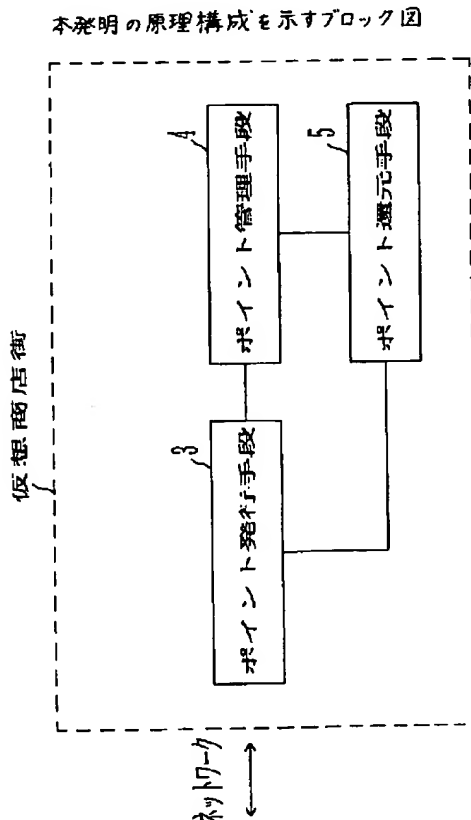 本発明の原理構成を示すブロック図
仮想商店街
4
ポイント管理手段
5
ポイント還元手段
3
ポイント発行手段
ネットワーク